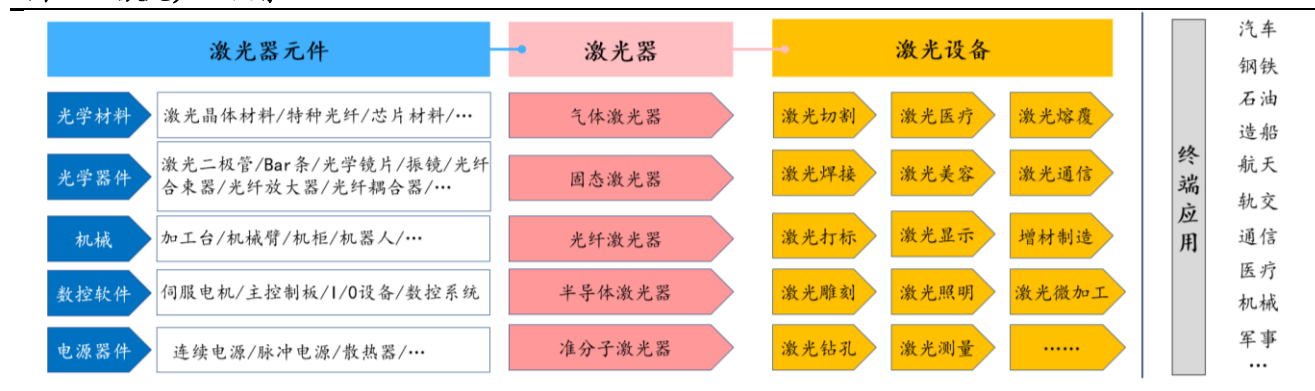 激光器元件
激光器
激光设备
光学材料
激光晶体材料/特种光纤/芯片材料/…
气体激光器
激光切割
激光医疗
激光熔覆
光学器件
激光二极管/Bar条/光学镜片/振镜/光纤
合束器/光纤放大器/光纤耦合器/…
固态激光器
激光焊接
激光美容
激光通信
机械
加工台/机械臂/机柜/机器人/…
光纤激光器
激光打标
激光显示
增材制造
数控软件
伺服电机/主控制板/I/O设备/数控系统
半导体激光器
激光雕刻
激光照明
激光微加工
电源器件
连续电源/脉冲电源/散热器/…
准分子激光器
激光钻孔
激光测量
……
终端应用
汽车
钢铁
石油
造船
航天
轨交
通信
医疗
机械
军事
…